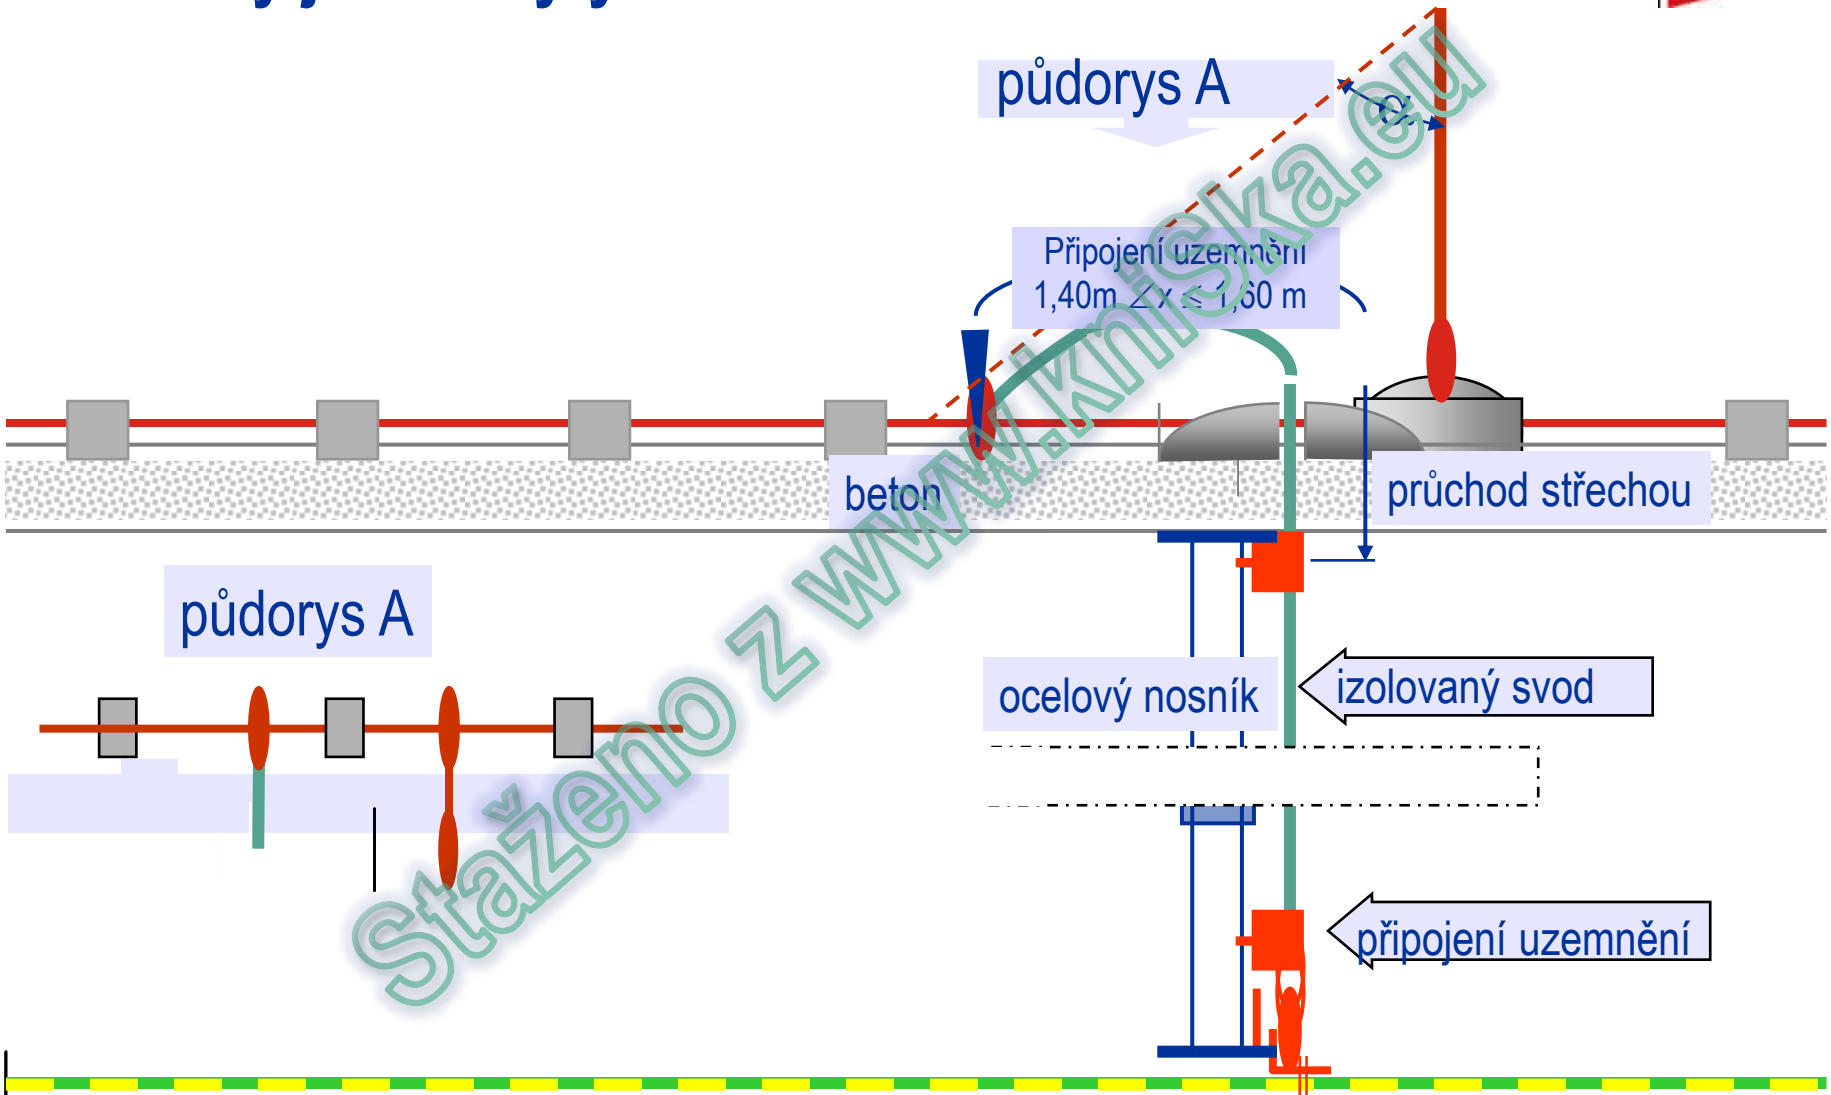 půdorys A
α
Připojení uzemnění
1,40m ∠x ≤ 1,60 m
beton
průchod střechou
půdorys A
ocelový nosník
izolovaný svod
připojení uzemnění
Staženo z www.kniSka.eu